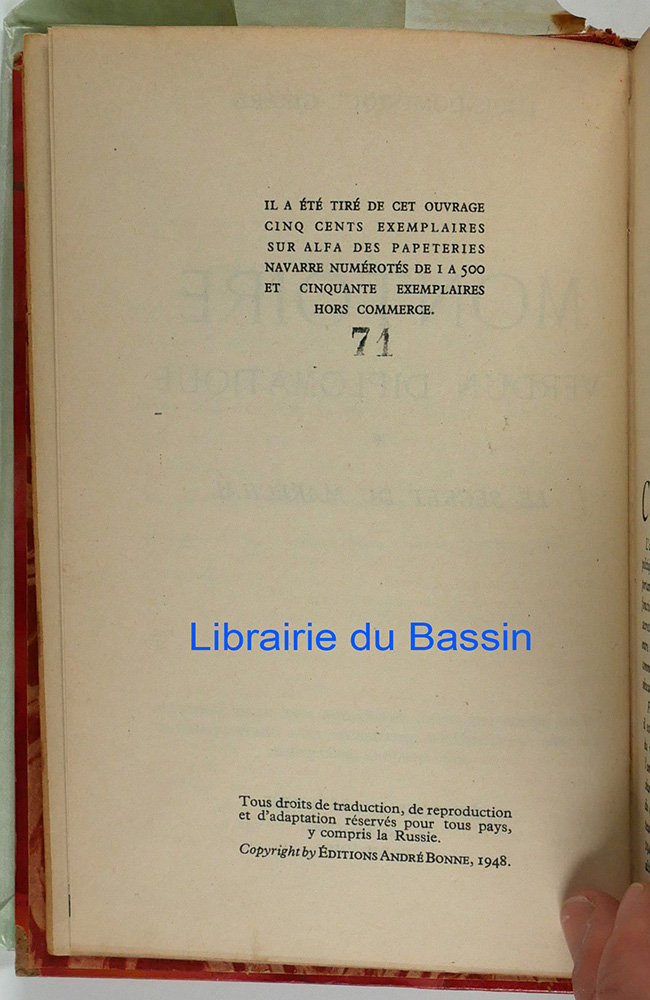 IL A ÉTÉ TIRÉ DE CET OUVRAGE
CINQ CENTS EXEMPLAIRES
SUR ALFA DES PAPETERIES
NAVARRE NUMÉROTÉS DE 1 A 500
ET CINQUANTE EXEMPLAIRES
HORS COMMERCE.
71
Librairie du Bassin
Tous droits de traduction, de reproduction
et d'adaptation réservés pour tous pays,
y compris la Russie.
Copyright by ÉDITIONS ANDRÉ BONNE, 1948.